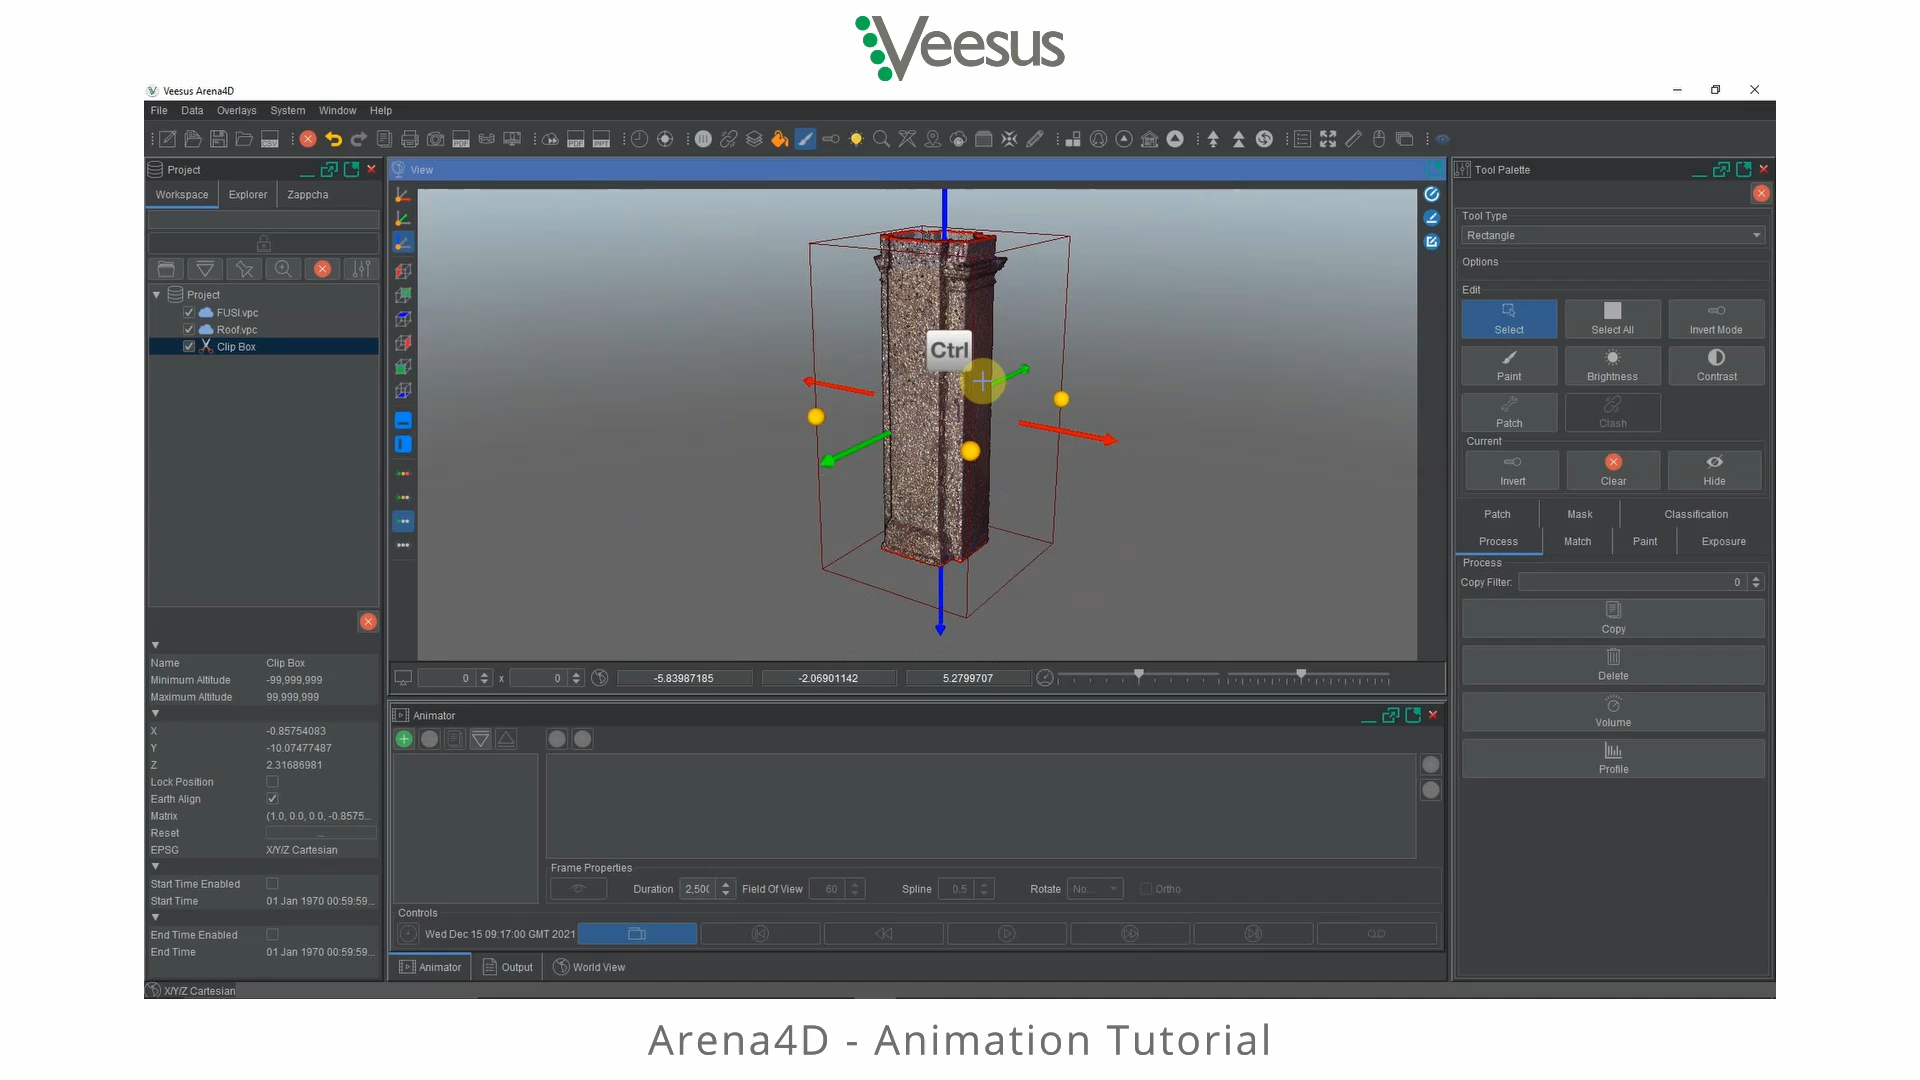 Veesus
Veesus Arena4D
File Data Overlays System Window Help
CSV PDF PDF PPT
Project
View
Tool Palette
Workspace Explorer Zappcha
Tool Type
Rectangle
Options
Edit
Select Select All Invert Mode
Paint Brightness Contrast
Patch Clash
Current
Invert Clear Hide
Patch Mask Classification
Process Match Paint Exposure
Process
Copy Filter: 0
Copy
Delete
Volume
Profile
Project
FUSI.vpc
Roof.vpc
Clip Box
Ctrl
Name Clip Box
Minimum Altitude -99,999,999
Maximum Altitude 99,999,999
X -0.85754083
Y -10.07477487
Z 2.31686981
Lock Position
Earth Align
Matrix (1.0, 0.0, 0.0, -0.8575...
Reset ...
EPSG X/Y/Z Cartesian
Start Time Enabled
Start Time 01 Jan 1970 00:59:59...
End Time Enabled
End Time 01 Jan 1970 00:59:59...
X/Y/Z Cartesian
0 x 0 -5.83987185 -2.06901142 5.2799707
Animator
Frame Properties
Duration 2,500 Field Of View 60 Spline 0.5 Rotate No... Ortho
Controls
Wed Dec 15 09:17:00 GMT 2021
Animator Output World View
Arena4D - Animation Tutorial